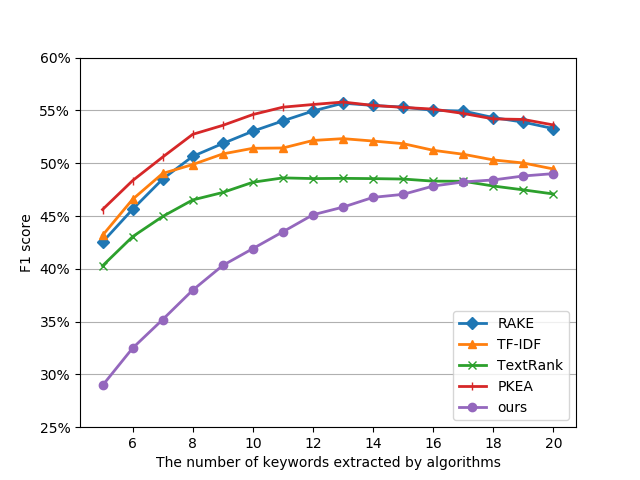 60%
55%
50%
45%
40%
35%
30%
25%
F1 score
RAKE
TF-IDF
TextRank
PKEA
ours
6 8 10 12 14 16 18 20
The number of keywords extracted by algorithms